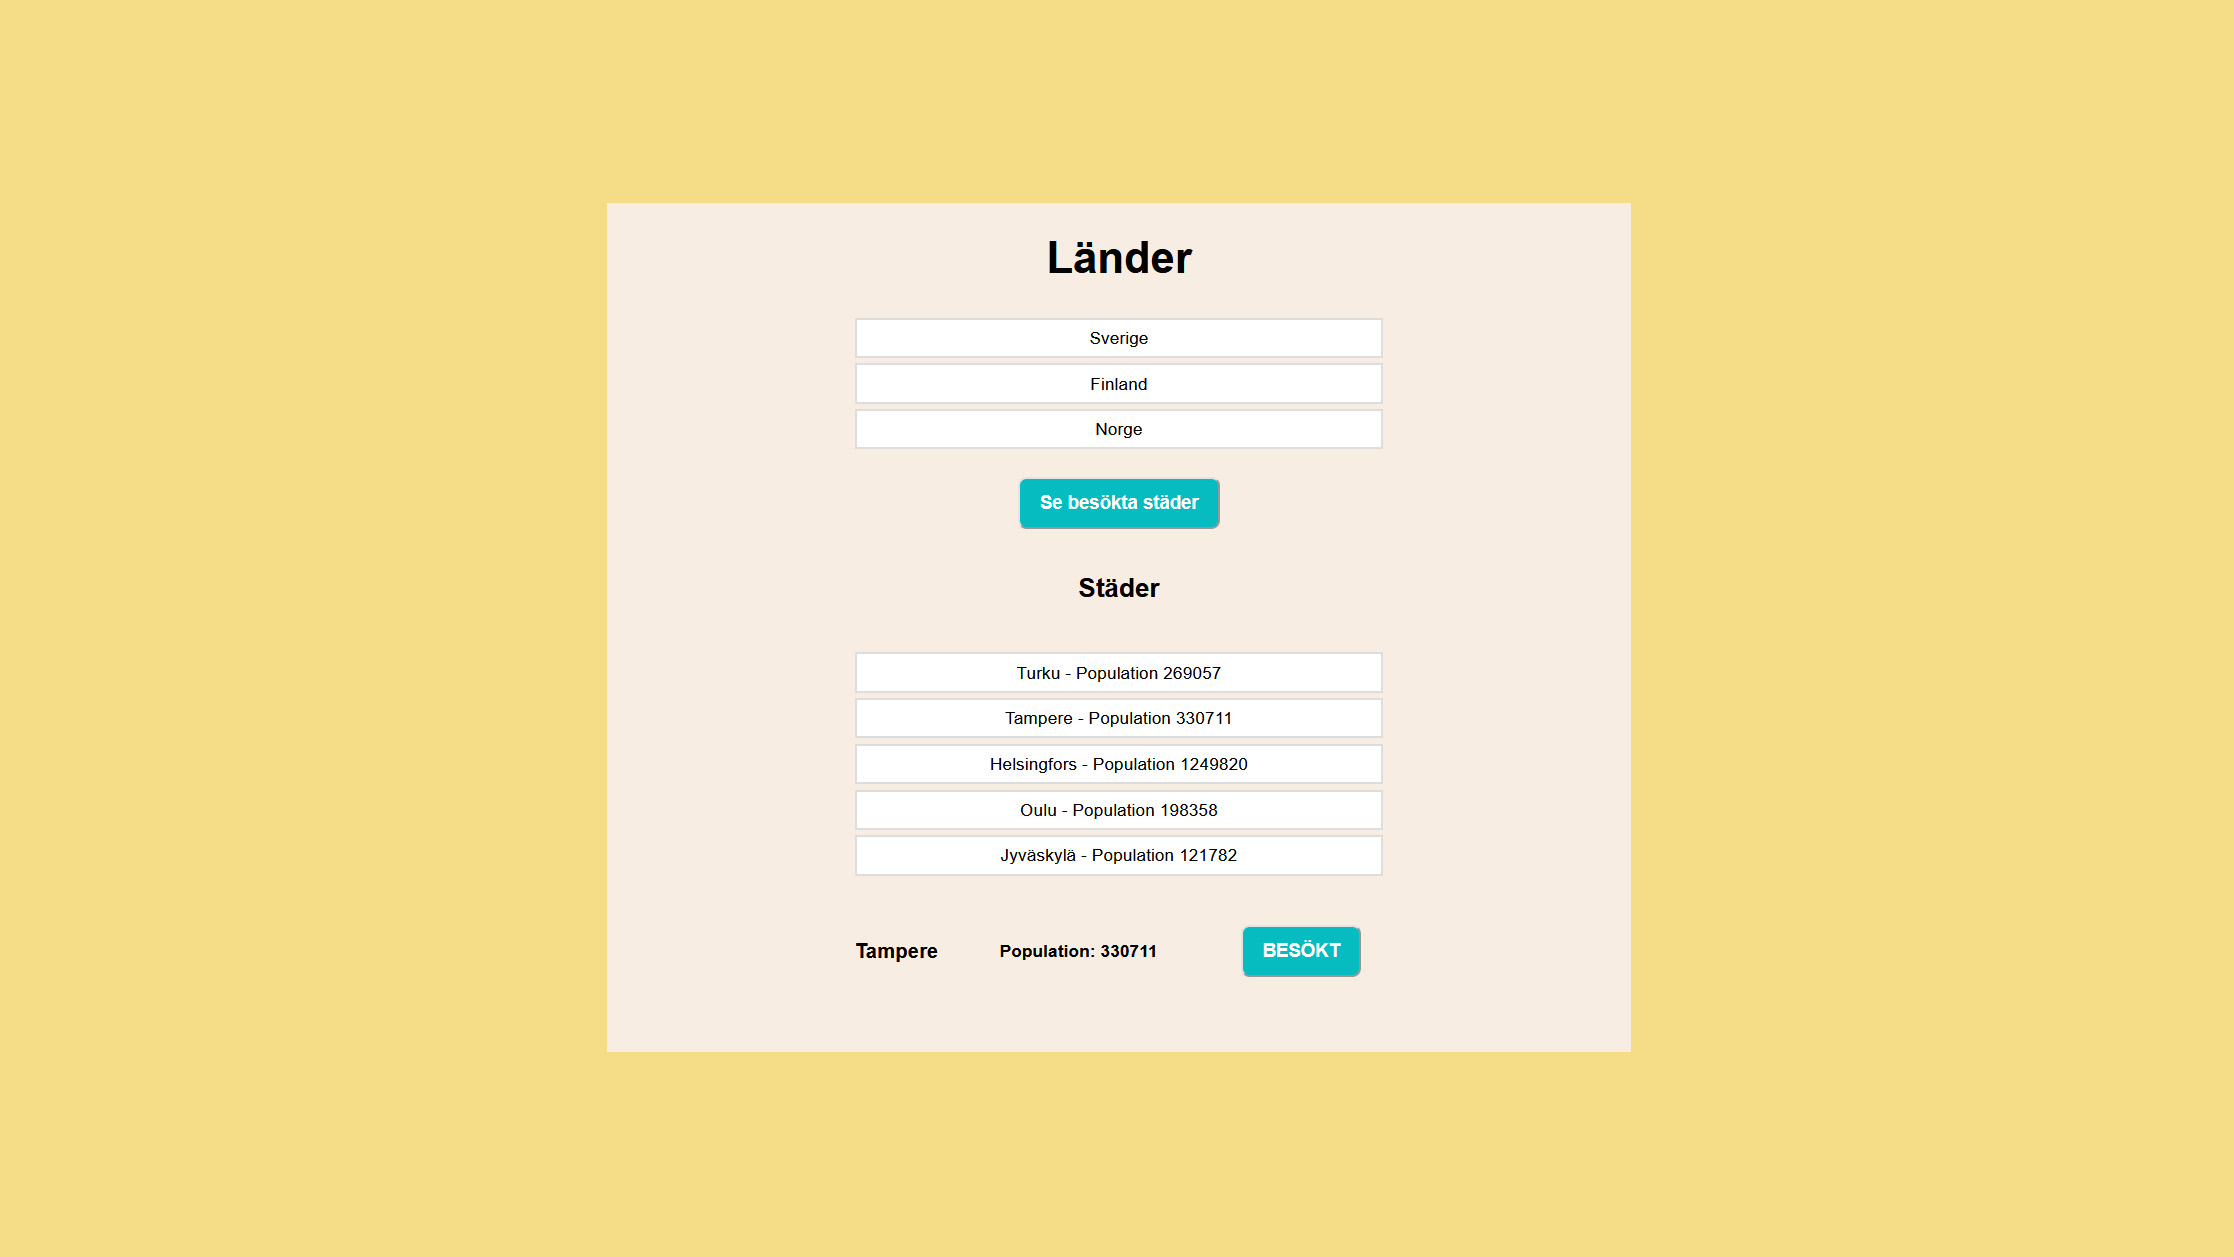 Länder
Sverige
Finland
Norge
Se besökta städer
Städer
Turku - Population 269057
Tampere - Population 330711
Helsingfors - Population 1249820
Oulu - Population 198358
Jyväskylä - Population 121782
Tampere Population: 330711 BESÖKT